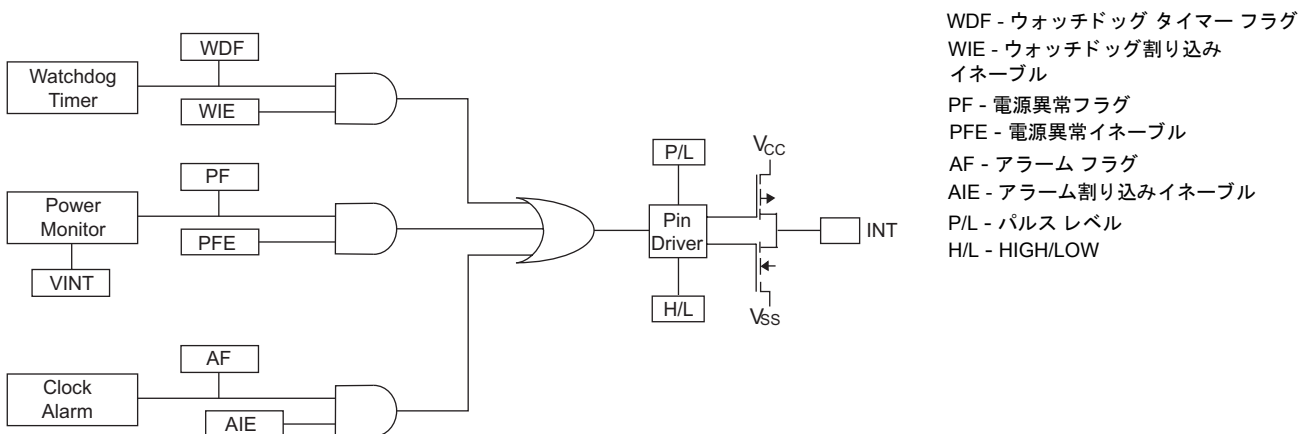 WDF
Watchdog
Timer
WIE
PF
Power
Monitor
PFE
VINT
AF
Clock
Alarm
AIE
P/L
Pin
Driver
H/L
VCC
VSS
INT
WDF - ウォッチドッグ タイマー フラグ
WIE - ウォッチドッグ割り込み
イネーブル
PF - 電源異常フラグ
PFE - 電源異常イネーブル
AF - アラーム フラグ
AIE - アラーム割り込みイネーブル
P/L - パルス レベル
H/L - HIGH/LOW